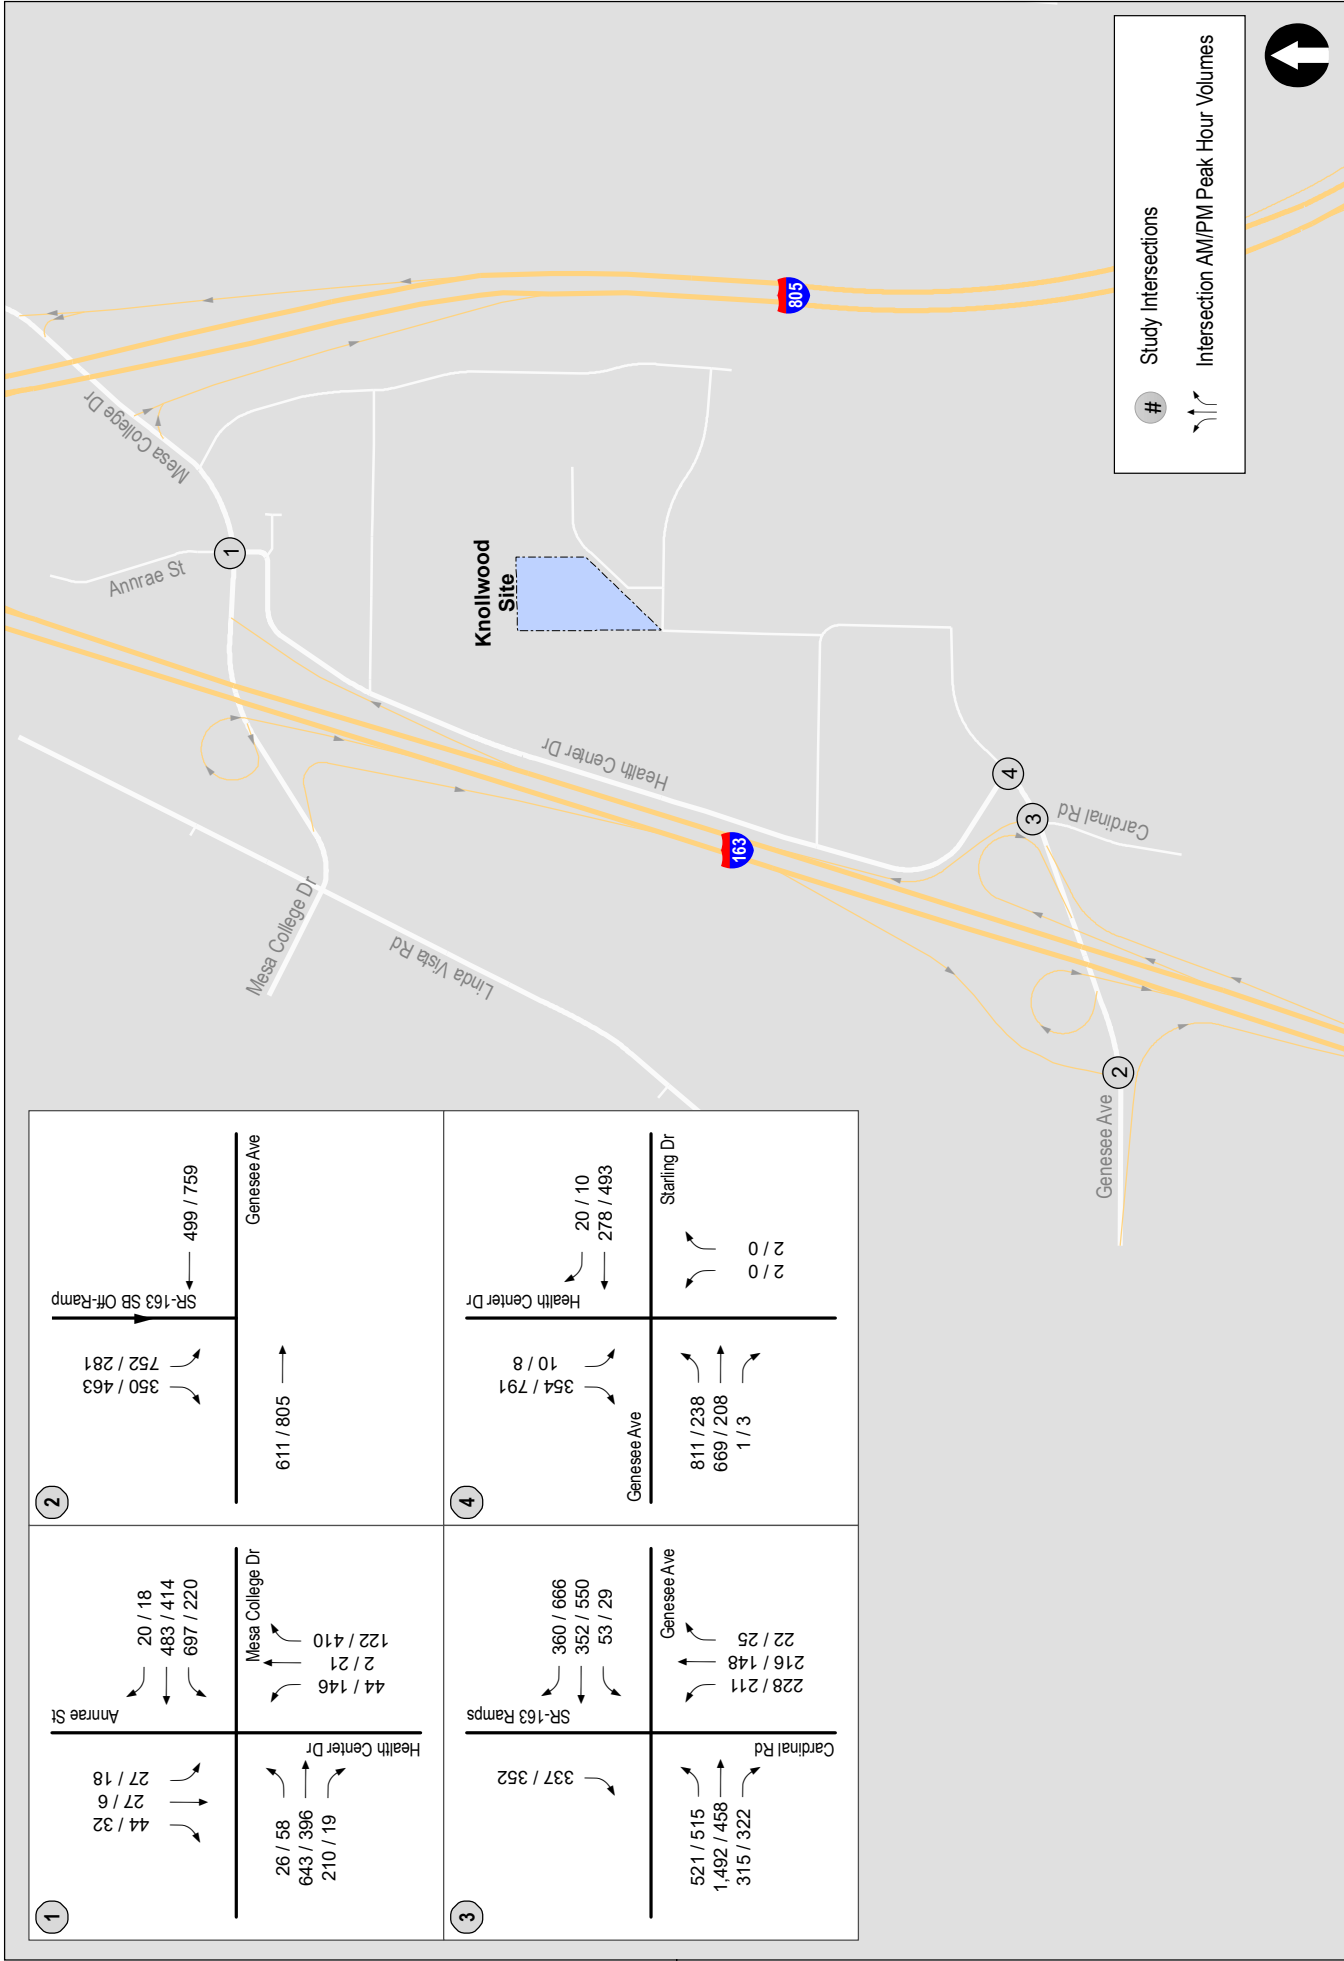 1
Annrae St
44 / 32
27 / 6
27 / 18
20 / 18
483 / 414
697 / 220
26 / 58
643 / 396
210 / 19
44 / 146
2 / 21
122 / 410
Mesa College Dr
Health Center Dr
2
SR-163 SB Off-Ramp
350 / 463
752 / 281
499 / 759
611 / 805
Genesee Ave
3
SR-163 Ramps
337 / 352
360 / 666
352 / 550
53 / 29
521 / 515
1,492 / 458
315 / 322
228 / 211
216 / 148
22 / 25
Genesee Ave
Cardinal Rd
4
Health Center Dr
354 / 791
10 / 8
20 / 10
278 / 493
Genesee Ave
Starling Dr
811 / 238
669 / 208
1 / 3
2 / 0
2 / 0
Mesa College Dr
Linda Vista Rd
Annrae St
1
Mesa College Dr
Knollwood
Site
Health Center Dr
163
805
Genesee Ave
2
3
4
Cardinal Rd
# Study Intersections
Intersection AM/PM Peak Hour Volumes